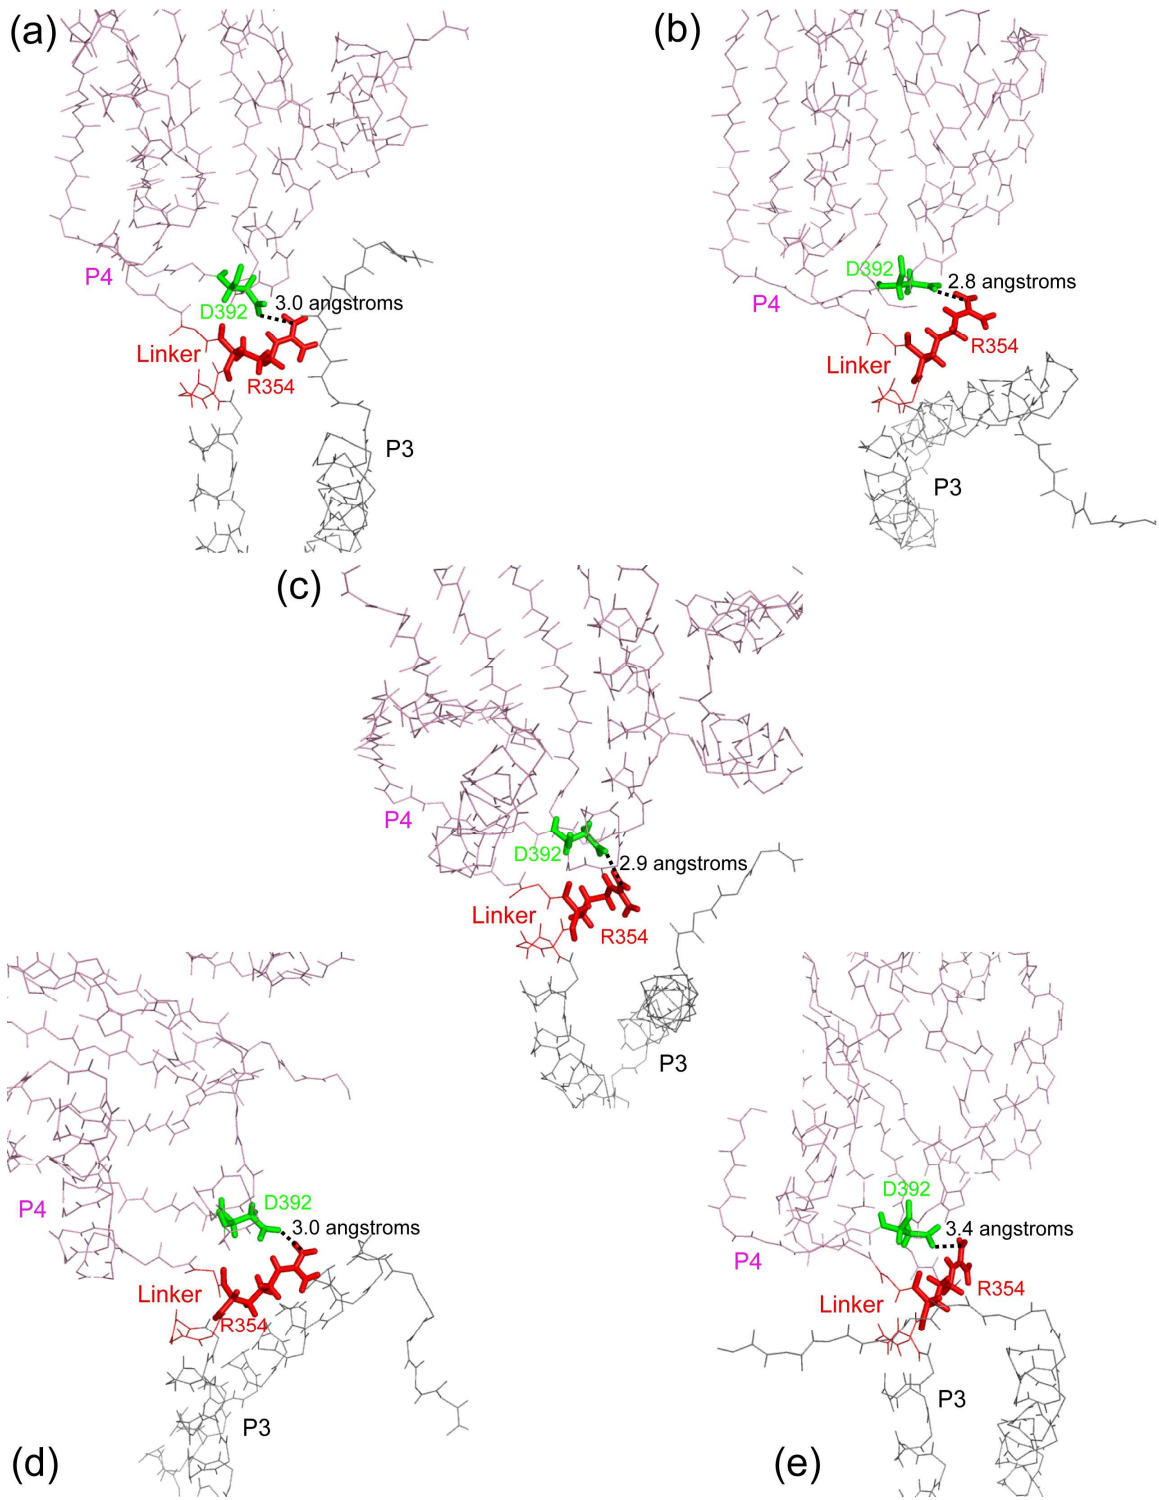 (a)
P4
D392
3.0 angstroms
Linker
R354
P3
(b)
D392
2.8 angstroms
P4
R354
Linker
P3
(c)
P4
D392
2.9 angstroms
Linker
R354
P3
(d)
D392
P4
3.0 angstroms
Linker
R354
P3
(e)
D392
3.4 angstroms
P4
R354
Linker
P3